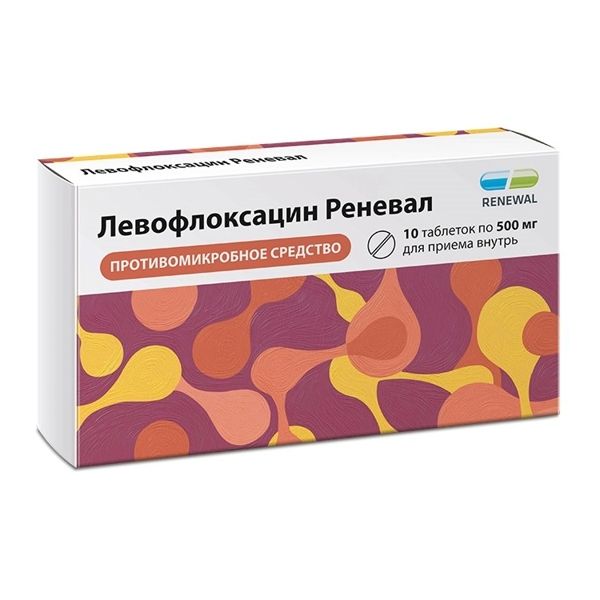 Левофлоксацин Реневал
Левофлоксацин Реневал
ПРОТИВОМИКРОБНОЕ СРЕДСТВО
RENEWAL
10 таблеток по 500 мг
для приема внутрь